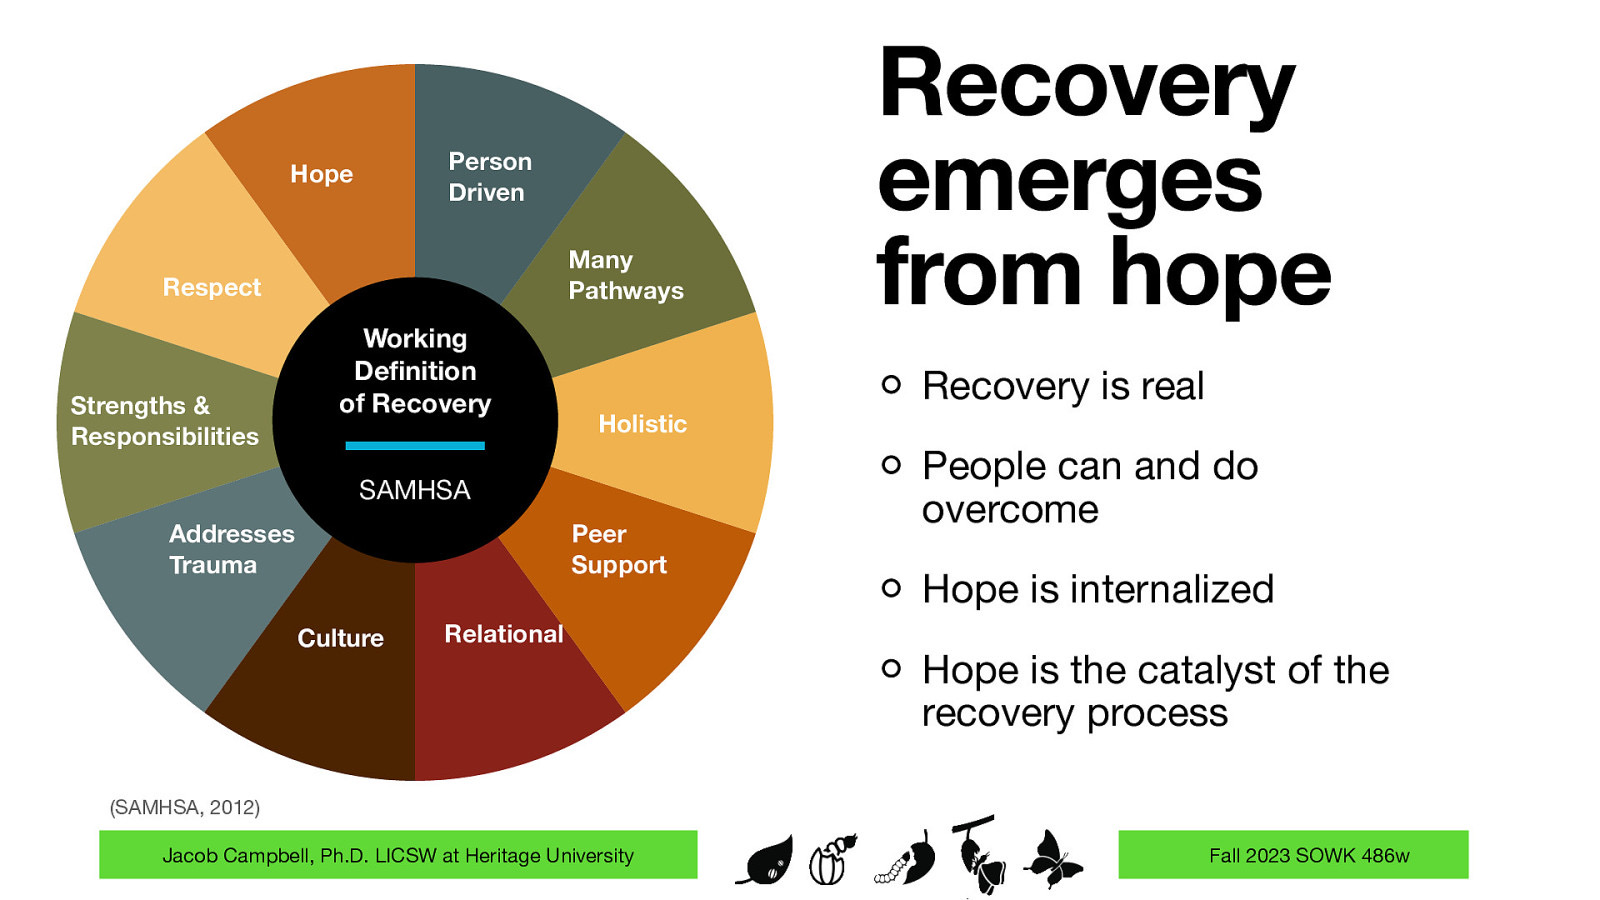 Recovery
emerges
from hope
Hope
Person
Driven
Many
Pathways
Respect
Holistic
Strengths &
Responsibilities
Addresses
Trauma
Peer
Support
Culture
Relational
Working
Definition
of Recovery
SAMHSA
Recovery is real
People can and do
overcome
Hope is internalized
Hope is the catalyst of the
recovery process
(SAMHSA, 2012)
Jacob Campbell, Ph.D. LICSW at Heritage University
Fall 2023 SOWK 486w